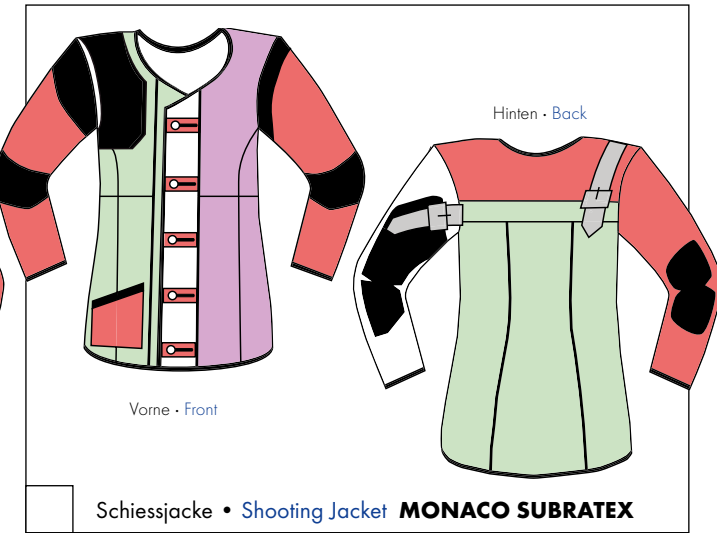 Hinten · Back
Vorne · Front
Schiessjacke • Shooting Jacket MONACO SUBRATEX